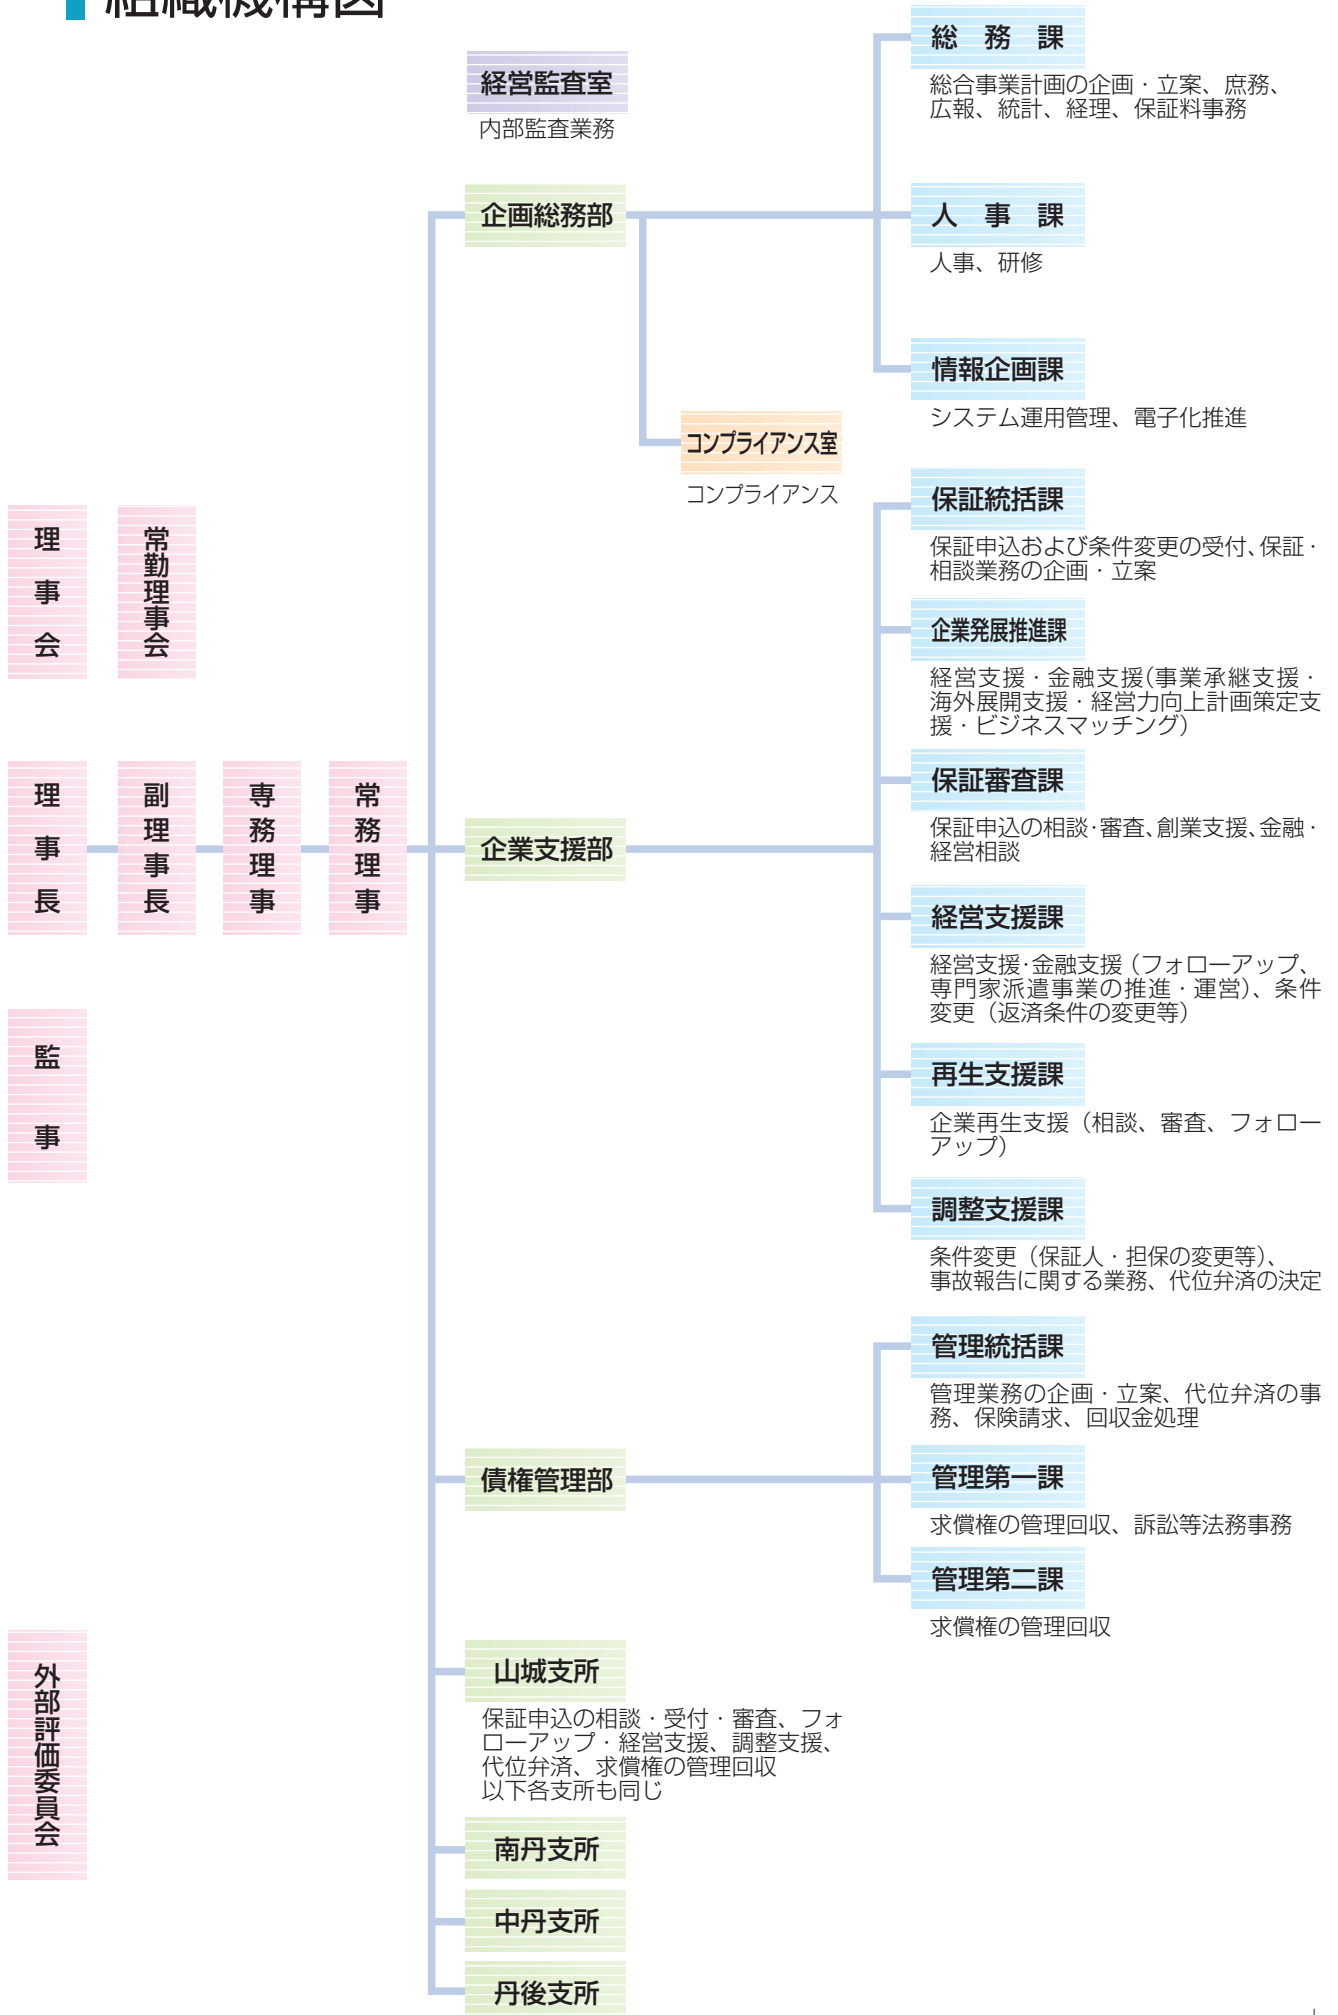 組織機構図
経営監査室
内部監査業務
企画総務部
総務課
総合事業計画の企画・立案、庶務、
広報、統計、経理、保証料事務
人事課
人事、研修
情報企画課
システム運用管理、電子化推進
コンプライアンス室
コンプライアンス
理事会
常勤理事会
理事長
副理事長
専務理事
常務理事
監事
外部評価委員会
企業支援部
保証統括課
保証申込および条件変更の受付、保証・
相談業務の企画・立案
企業発展推進課
経営支援・金融支援(事業承継支援・
海外展開支援・経営力向上計画策定支
援・ビジネスマッチング)
保証審査課
保証申込の相談・審査、創業支援、金融・
経営相談
経営支援課
経営支援・金融支援(フォローアップ、
専門家派遣事業の推進・運営)、条件
変更(返済条件の変更等)
再生支援課
企業再生支援(相談、審査、フォロー
アップ)
調整支援課
条件変更(保証人・担保の変更等)、
事故報告に関する業務、代位弁済の決定
債権管理部
管理統括課
管理業務の企画・立案、代位弁済の事
務、保険請求、回収金処理
管理第一課
求償権の管理回収、訴訟等法務事務
管理第二課
求償権の管理回収
山城支所
保証申込の相談・受付・審査、フォ
ローアップ・経営支援、調整支援、
代位弁済、求償権の管理回収
以下各支所も同じ
南丹支所
中丹支所
丹後支所